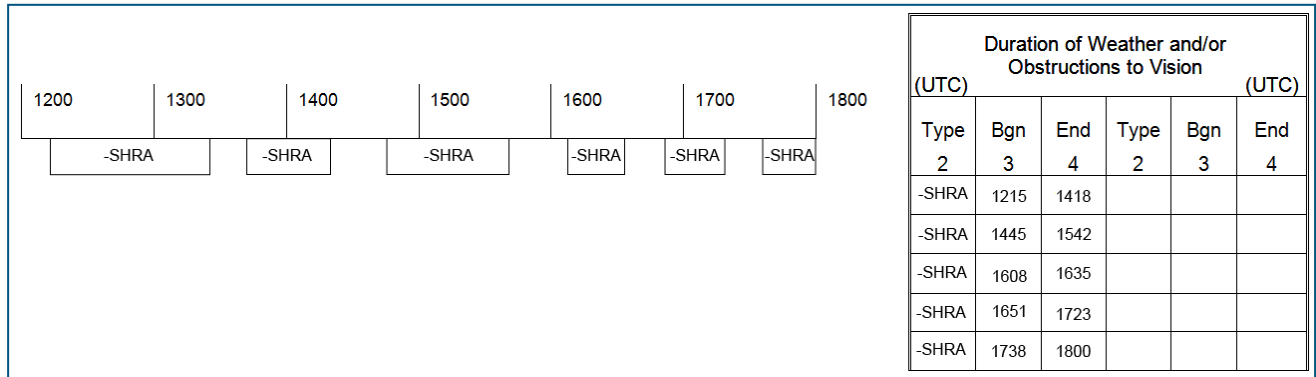 1200 1300 1400 1500 1600 1700 1800
-SHRA -SHRA -SHRA -SHRA -SHRA -SHRA
Duration of Weather and/or
Obstructions to Vision
(UTC) (UTC)
Type Bgn End Type Bgn End
2 3 4 2 3 4
-SHRA 1215 1418
-SHRA 1445 1542
-SHRA 1608 1635
-SHRA 1651 1723
-SHRA 1738 1800